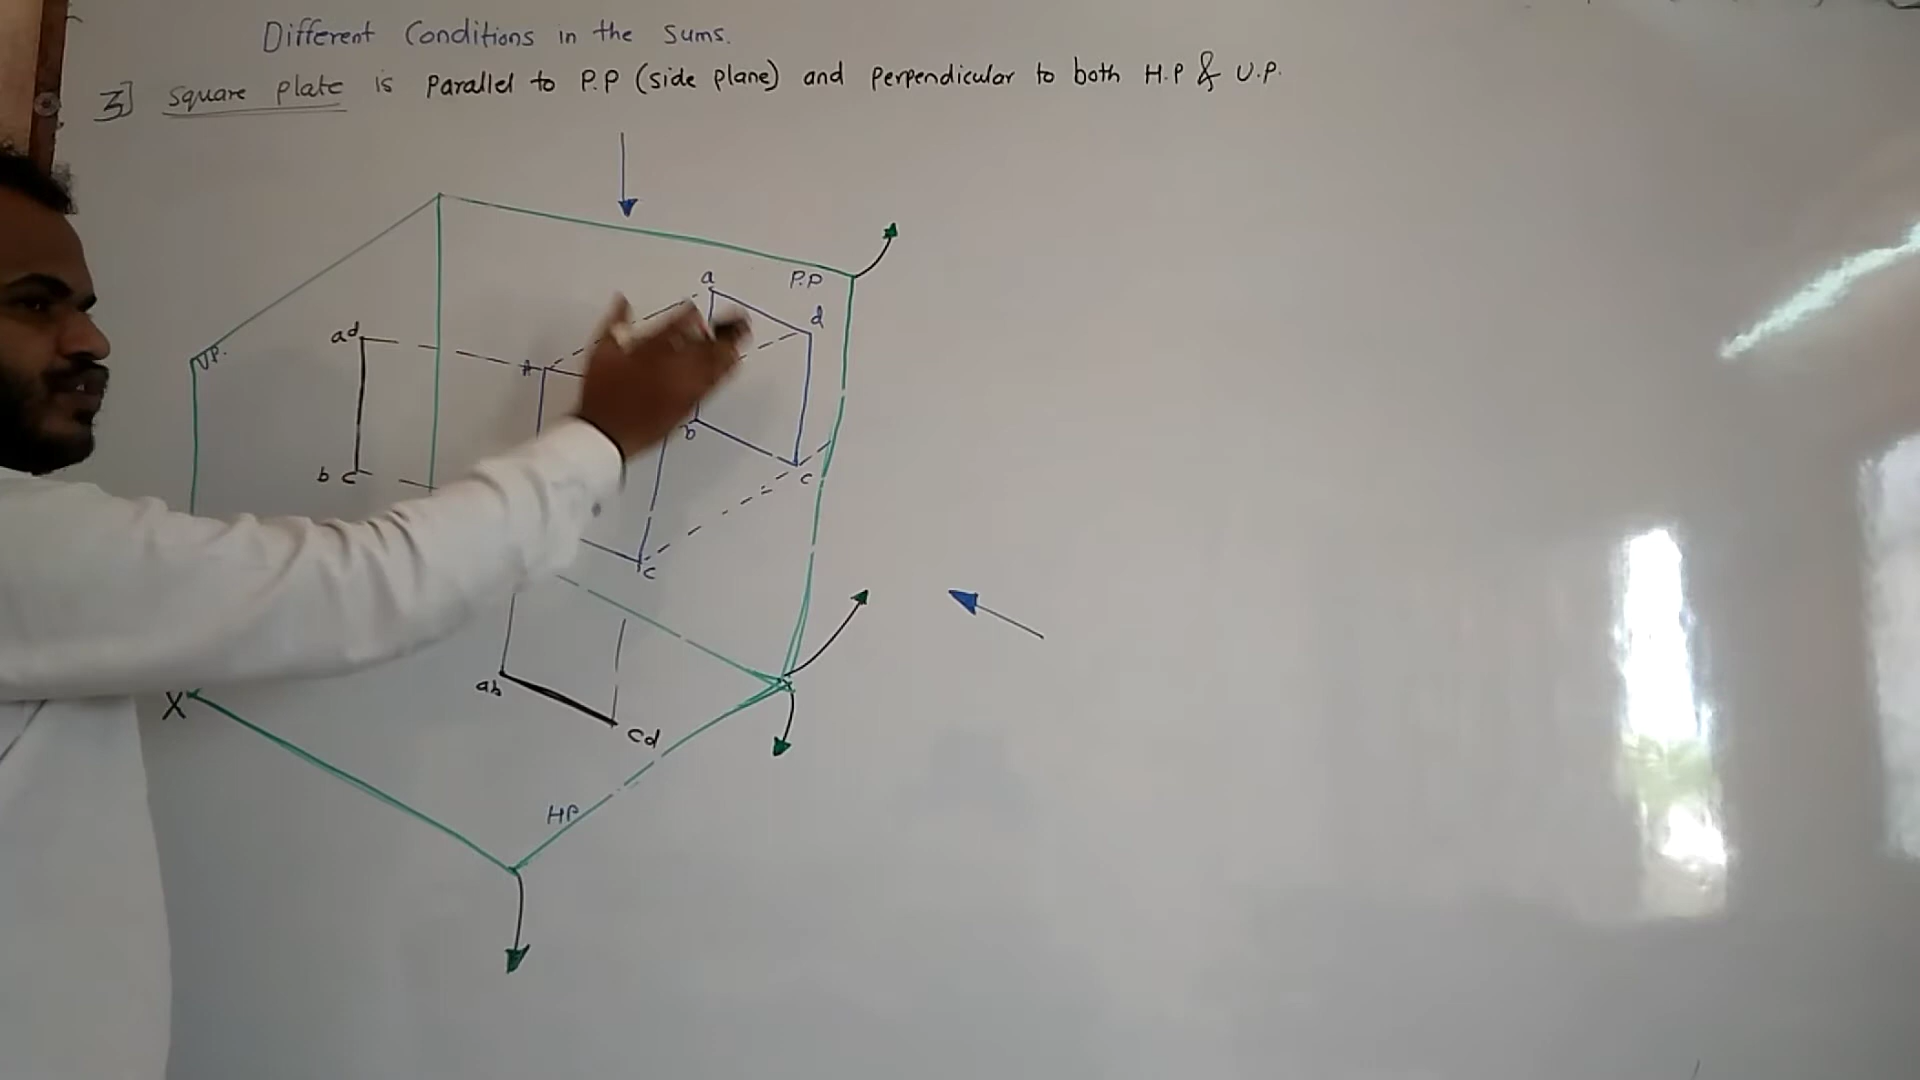 Different Conditions in the sums.
3] square plate is parallel to P.P (side plane) and perpendicular to both H.P & V.P.
a
P.P
d
ad
V.P.
A
b
b c
c
C
X
ab
cd
HP